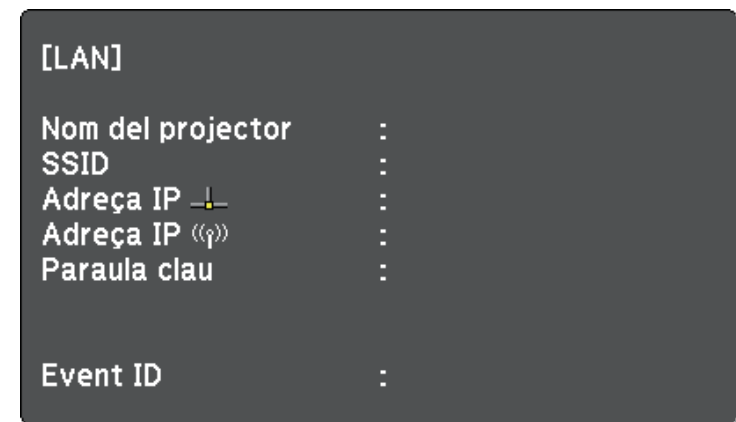 [LAN]
Nom del projector :
SSID :
Adreça IP :
Adreça IP :
Paraula clau :
Event ID :